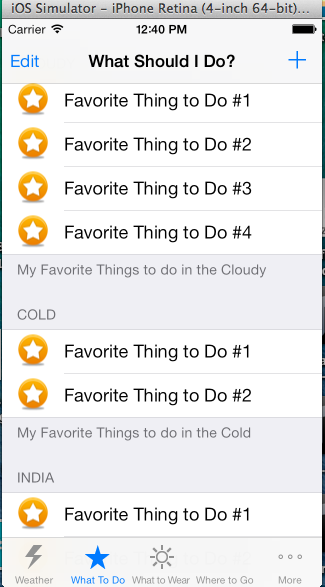 iOS Simulator – iPhone Retina (4-inch 64-bit)...
Carrier 12:40 PM
Edit What Should I Do? +
Favorite Thing to Do #1
Favorite Thing to Do #2
Favorite Thing to Do #3
Favorite Thing to Do #4
My Favorite Things to do in the Cloudy
COLD
Favorite Thing to Do #1
Favorite Thing to Do #2
My Favorite Things to do in the Cold
INDIA
Favorite Thing to Do #1
Weather What To Do What to Wear Where to Go More